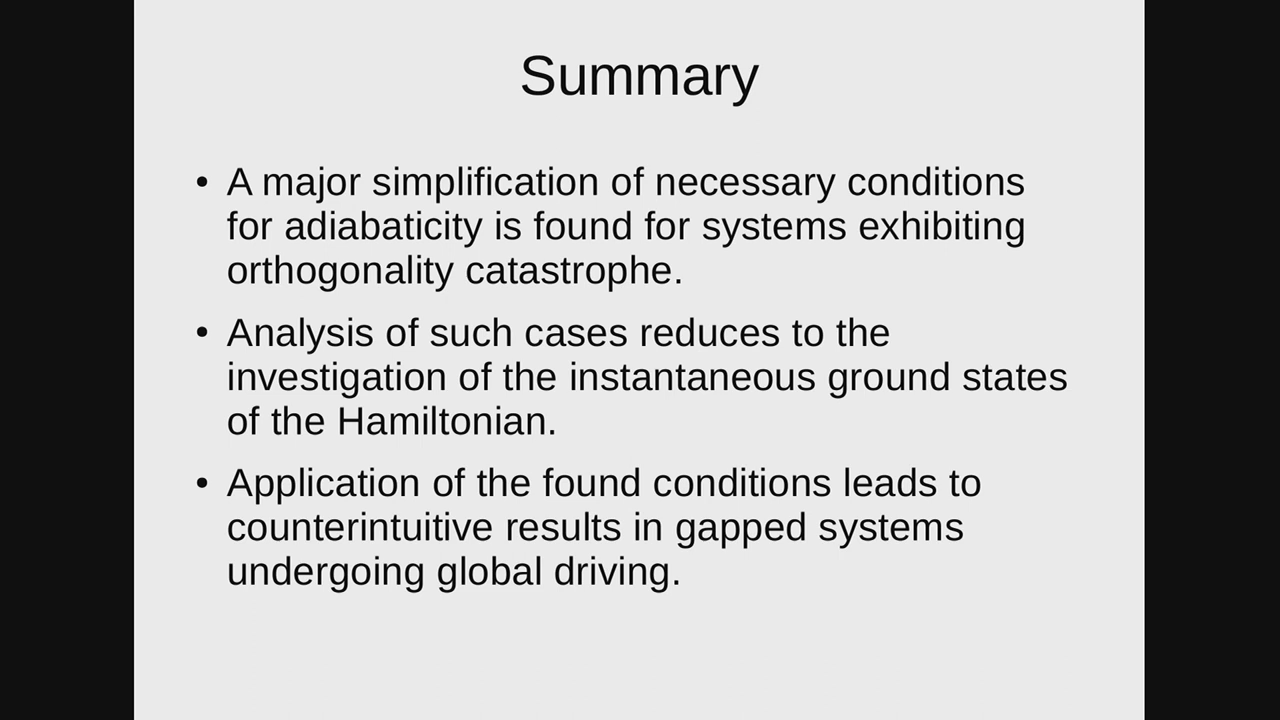 Summary
• A major simplification of necessary conditions
for adiabaticity is found for systems exhibiting
orthogonality catastrophe.
• Analysis of such cases reduces to the
investigation of the instantaneous ground states
of the Hamiltonian.
• Application of the found conditions leads to
counterintuitive results in gapped systems
undergoing global driving.